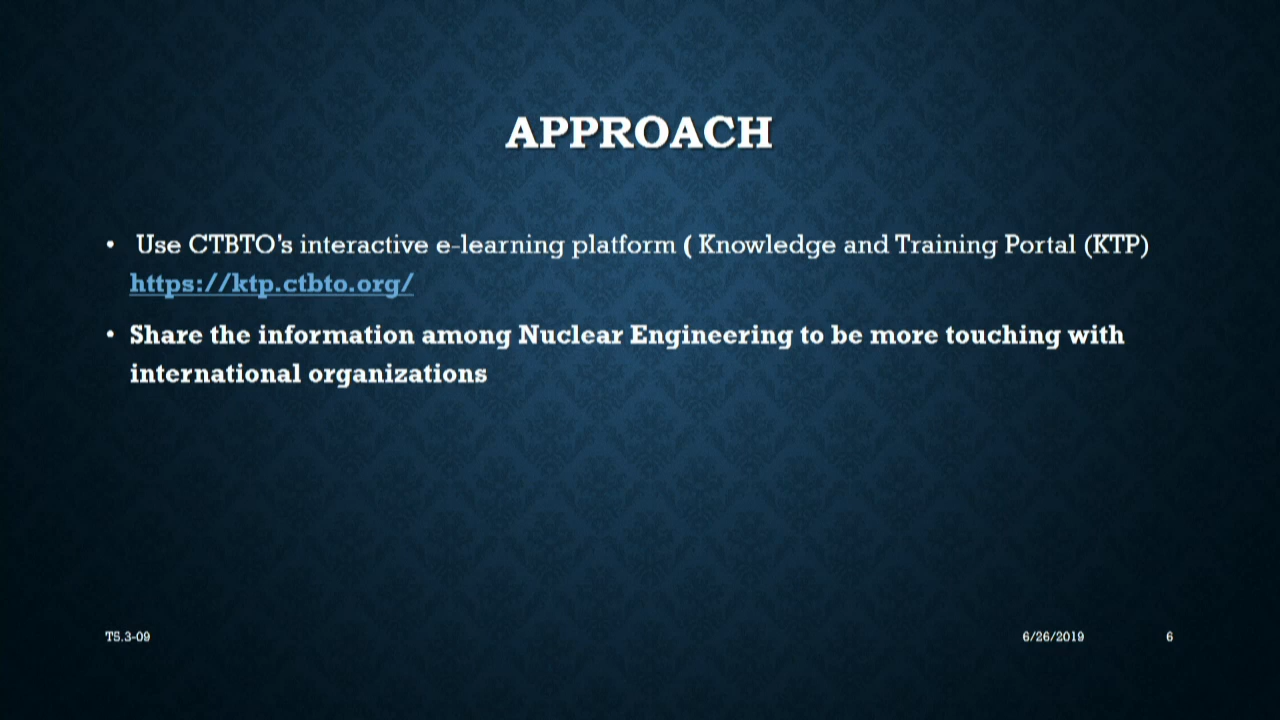 APPROACH
• Use CTBTO's interactive e-learning platform ( Knowledge and Training Portal (KTP)
https://ktp.ctbto.org/
• Share the information among Nuclear Engineering to be more touching with
international organizations
T5.3-09 6/26/2019 6